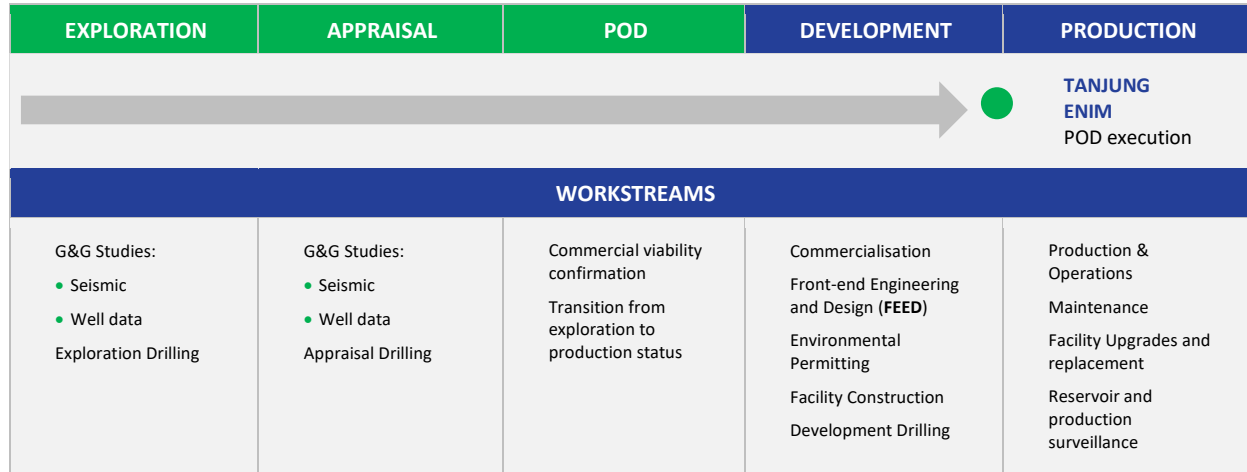 EXPLORATION
APPRAISAL
POD
DEVELOPMENT
PRODUCTION
TANJUNG
ENIM
POD execution
WORKSTREAMS
G&G Studies:
• Seismic
• Well data
Exploration Drilling
G&G Studies:
• Seismic
• Well data
Appraisal Drilling
Commercial viability
confirmation
Transition from
exploration to
production status
Commercialisation
Front-end Engineering
and Design (FEED)
Environmental
Permitting
Facility Construction
Development Drilling
Production &
Operations
Maintenance
Facility Upgrades and
replacement
Reservoir and
production
surveillance